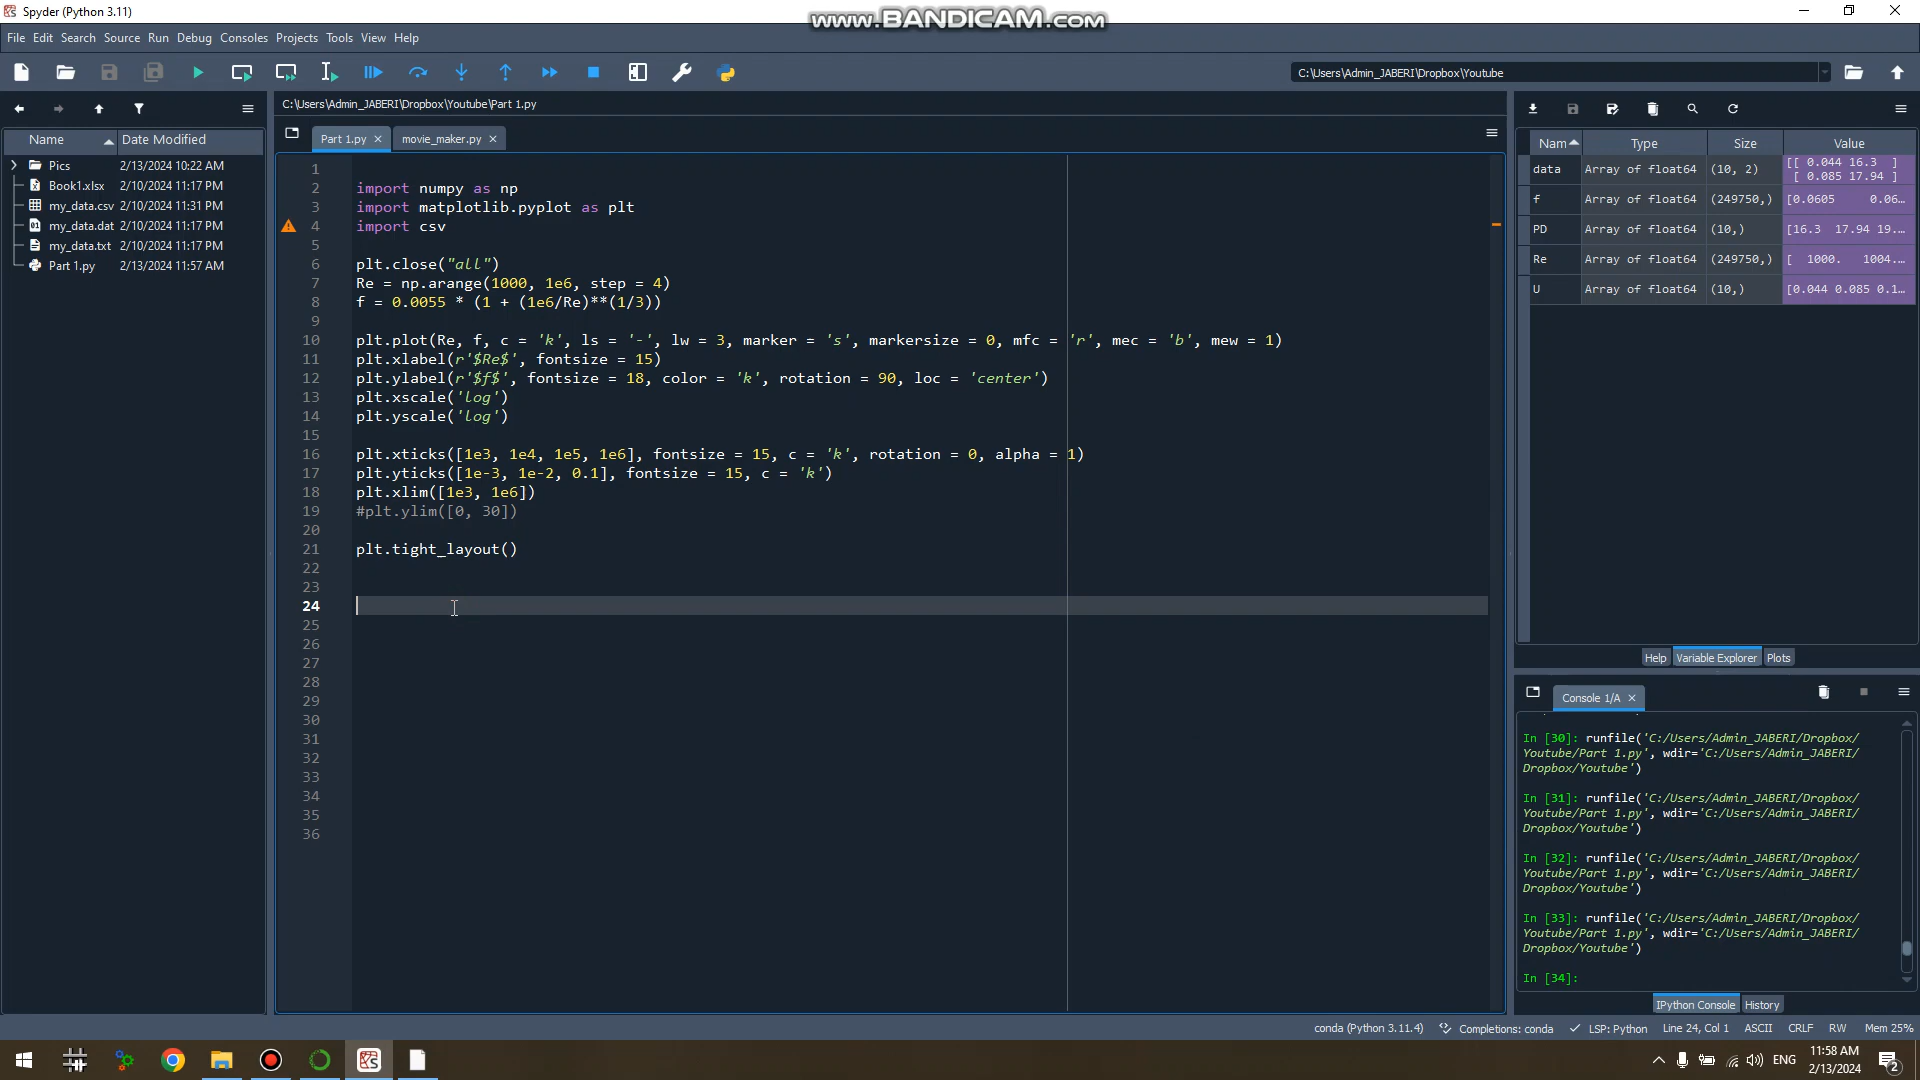 Spyder (Python 3.11)
www.BANDICAM.com
File Edit Search Source Run Debug Consoles Projects Tools View Help
C:\Users\Admin_JABERI\Dropbox\Youtube
C:\Users\Admin_JABERI\Dropbox\Youtube\Part 1.py
Name Date Modified
Pics 2/13/2024 10:22 AM
Book1.xlsx 2/10/2024 11:17 PM
my_data.csv 2/10/2024 11:31 PM
my_data.dat 2/10/2024 11:17 PM
my_data.txt 2/10/2024 11:17 PM
Part 1.py 2/13/2024 11:57 AM
Part 1.py movie_maker.py
1
2 import numpy as np
3 import matplotlib.pyplot as plt
4 import csv
5
6 plt.close("all")
7 Re = np.arange(1000, 1e6, step = 4)
8 f = 0.0055 * (1 + (1e6/Re)**(1/3))
9
10 plt.plot(Re, f, c = 'k', ls = '-', lw = 3, marker = 's', markersize = 0, mfc = 'r', mec = 'b', mew = 1)
11 plt.xlabel(r'$Re$', fontsize = 15)
12 plt.ylabel(r'$f$', fontsize = 18, color = 'k', rotation = 90, loc = 'center')
13 plt.xscale('log')
14 plt.yscale('log')
15
16 plt.xticks([1e3, 1e4, 1e5, 1e6], fontsize = 15, c = 'k', rotation = 0, alpha = 1)
17 plt.yticks([1e-3, 1e-2, 0.1], fontsize = 15, c = 'k')
18 plt.xlim([1e3, 1e6])
19 #plt.ylim([0, 30])
20
21 plt.tight_layout()
22
23
24
25
26
27
28
29
30
31
32
33
34
35
36
Nam Type Size Value
data Array of float64 (10, 2) [[ 0.044 16.3 ]
[ 0.085 17.94 ]
f Array of float64 (249750,) [0.0605 0.06...
PD Array of float64 (10,) [16.3 17.94 19....
Re Array of float64 (249750,) [ 1000. 1004....
U Array of float64 (10,) [0.044 0.085 0.1...
Help Variable Explorer Plots
Console 1/A
In [30]: runfile('C:/Users/Admin_JABERI/Dropbox/
Youtube/Part 1.py', wdir='C:/Users/Admin_JABERI/
Dropbox/Youtube')
In [31]: runfile('C:/Users/Admin_JABERI/Dropbox/
Youtube/Part 1.py', wdir='C:/Users/Admin_JABERI/
Dropbox/Youtube')
In [32]: runfile('C:/Users/Admin_JABERI/Dropbox/
Youtube/Part 1.py', wdir='C:/Users/Admin_JABERI/
Dropbox/Youtube')
In [33]: runfile('C:/Users/Admin_JABERI/Dropbox/
Youtube/Part 1.py', wdir='C:/Users/Admin_JABERI/
Dropbox/Youtube')
In [34]:
IPython Console History
conda (Python 3.11.4) Completions: conda LSP: Python Line 24, Col 1 ASCII CRLF RW Mem 25%
ENG
11:58 AM
2/13/2024
2